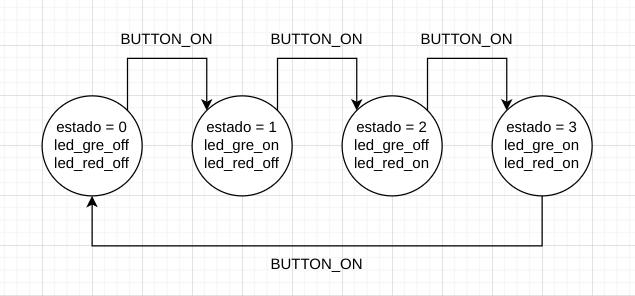 BUTTON_ON
BUTTON_ON
BUTTON_ON
estado = 0
led_gre_off
led_red_off
estado = 1
led_gre_on
led_red_off
estado = 2
led_gre_off
led_red_on
estado = 3
led_gre_on
led_red_on
BUTTON_ON